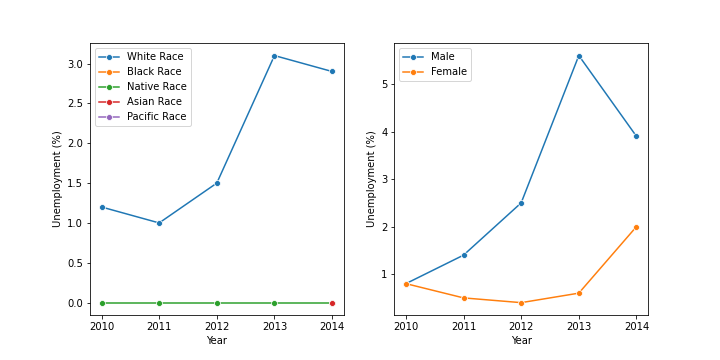 White Race
Black Race
Native Race
Asian Race
Pacific Race
3.0
2.5
2.0
1.5
1.0
0.5
0.0
Unemployment (%)
2010 2011 2012 2013 2014
Year
Male
Female
5
4
3
2
1
Unemployment (%)
2010 2011 2012 2013 2014
Year